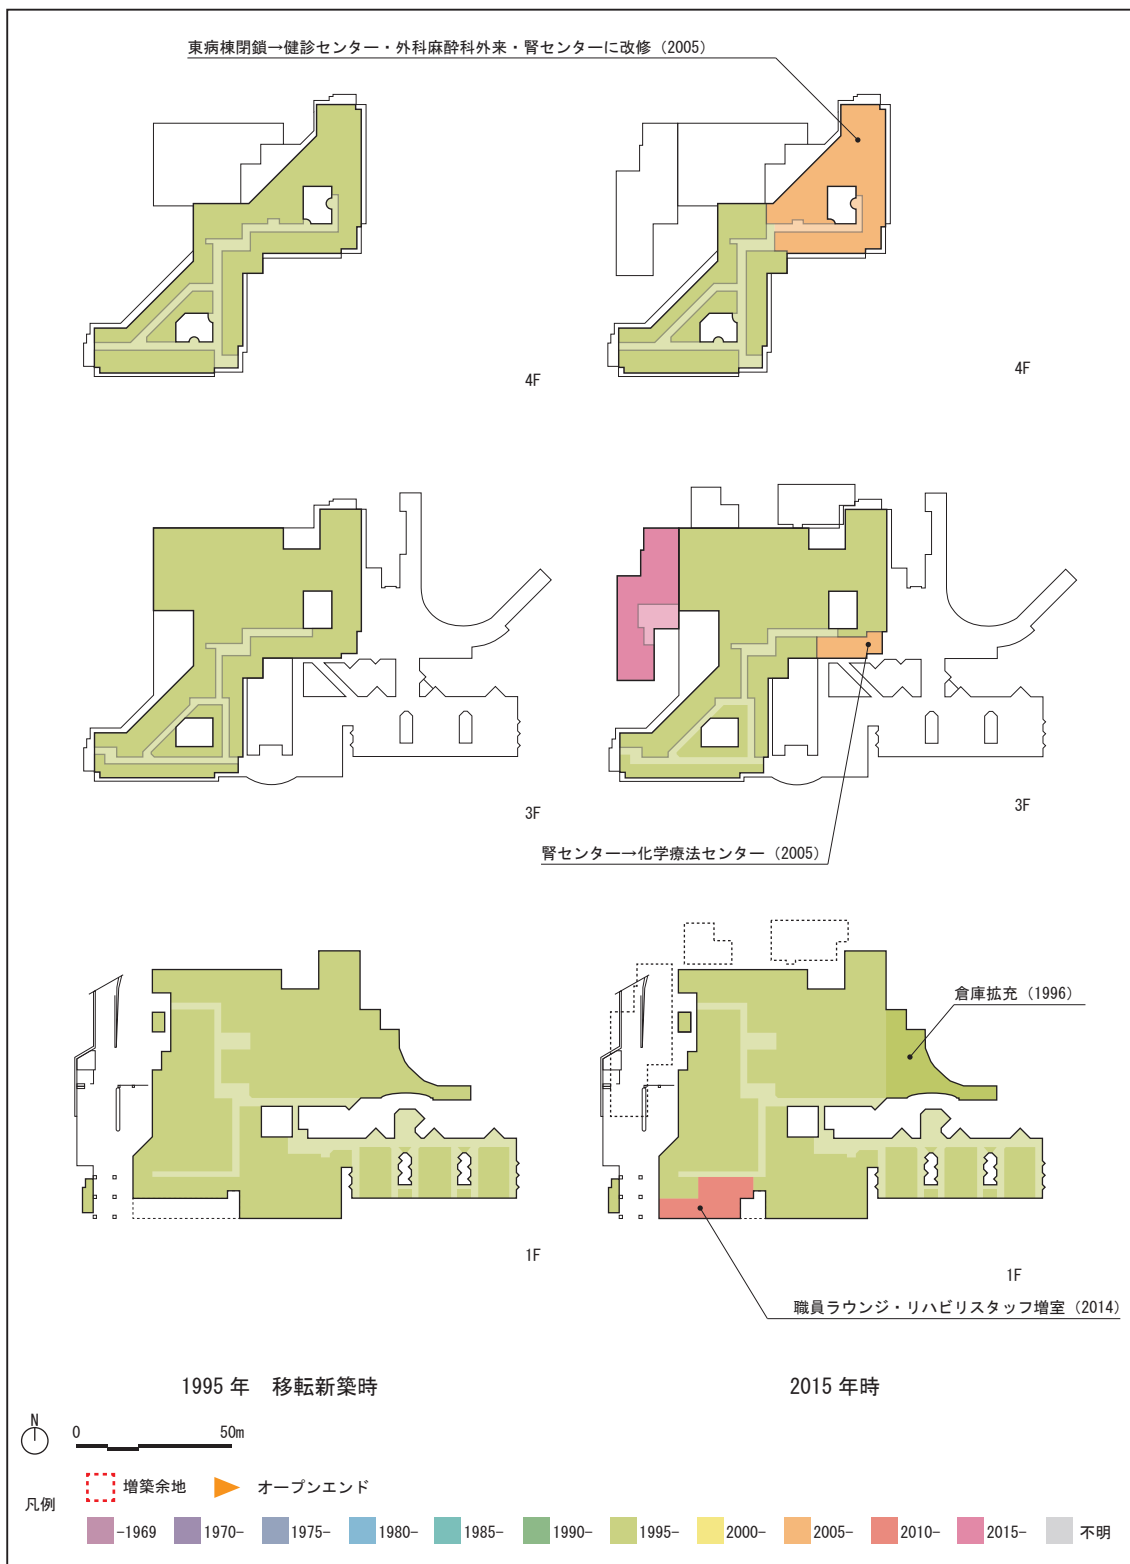 東病棟閉鎖→健診センター・外科麻酔科外来・腎センターに改修（2005）
4F
4F
3F
3F
腎センター→化学療法センター（2005）
倉庫拡充（1996）
1F
1F
職員ラウンジ・リハビリスタッフ増室（2014）
1995 年　移転新築時
2015 年時
N
0
50m
増築余地
オープンエンド
凡例
-1969
1970-
1975-
1980-
1985-
1990-
1995-
2000-
2005-
2010-
2015-
不明